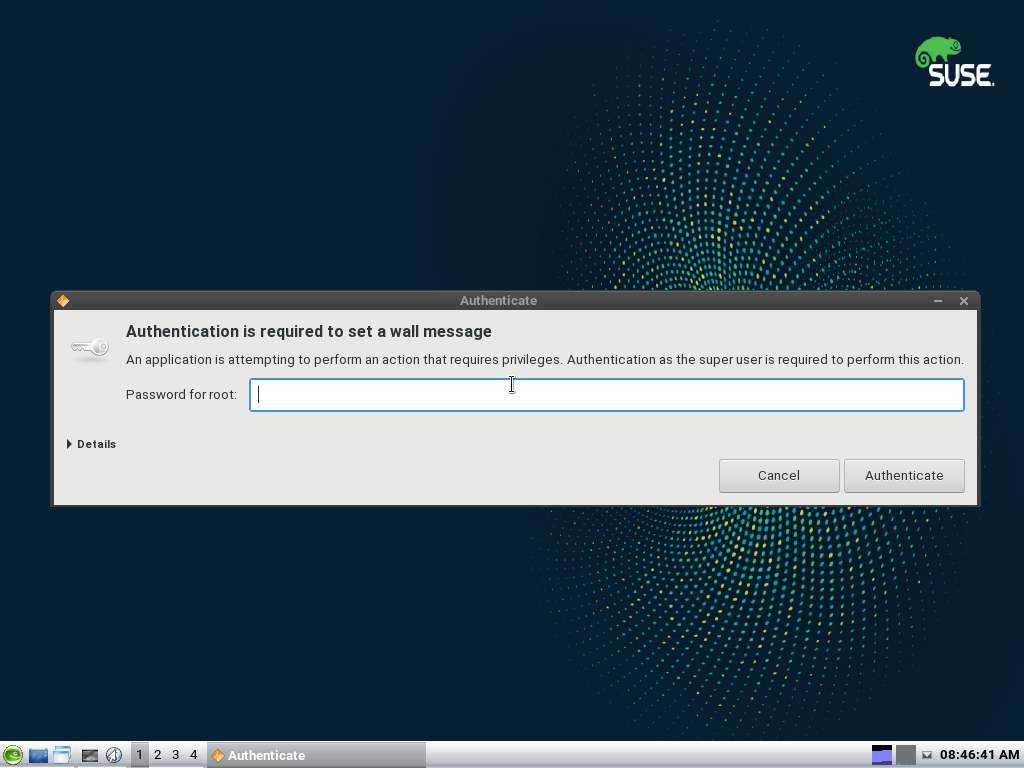 SUSE.
Authenticate
Authentication is required to set a wall message
An application is attempting to perform an action that requires privileges. Authentication as the super user is required to perform this action.
Password for root:
Details
Cancel
Authenticate
1 2 3 4 Authenticate 08:46:41 AM